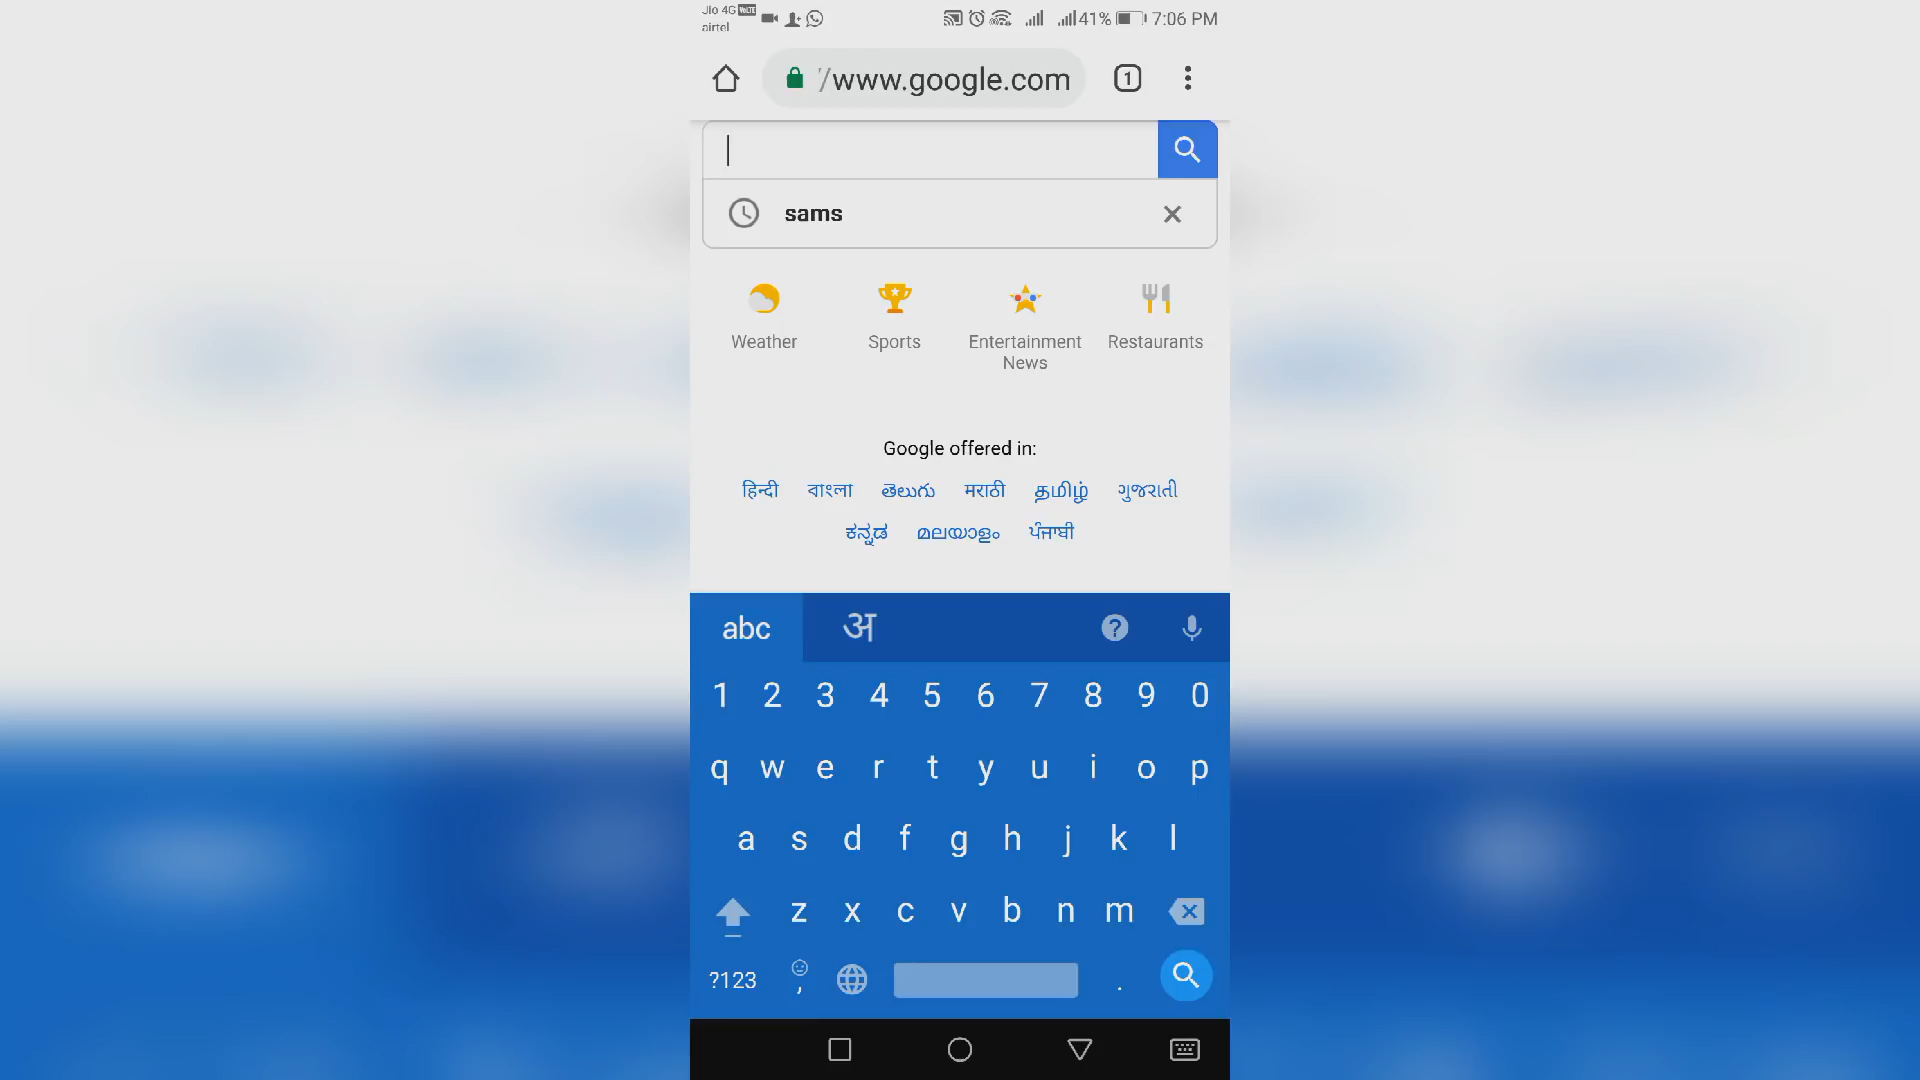 Jio 4G VoLTE
airtel
41% 7:06 PM
/www.google.com 1
sams
Weather Sports Entertainment News Restaurants
Google offered in:
हिन्दी বাংলা తెలుగు मराठी தமிழ் ગુજરાતી
ಕನ್ನಡ മലയാളം ਪੰਜਾਬੀ
abc अ ?
1 2 3 4 5 6 7 8 9 0
q w e r t y u i o p
a s d f g h j k l
z x c v b n m
?123 , .